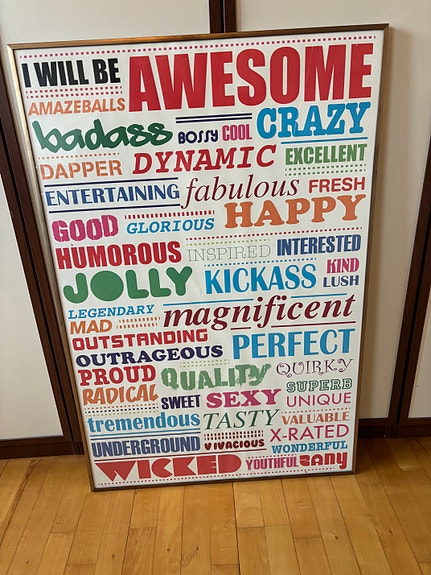 I WILL BE AWESOME
AMAZEBALLS
badass BOSSY COOL CRAZY
DAPPER DYNAMIC EXCELLENT
ENTERTAINING fabulous FRESH
GOOD GLORIOUS HAPPY
HUMOROUS INSPIRED INTERESTED
JOLLY KICKASS KIND
LUSH
LEGENDARY magnificent
MAD
OUTSTANDING PERFECT
OUTRAGEOUS
PROUD QUALITY QUIRKY
RADICAL SUPERB
SWEET SEXY UNIQUE
tremendous TASTY VALUABLE
UNDERGROUND VIVACIOUS X-RATED
WONDERFUL
WICKED YOUTHFUL zany